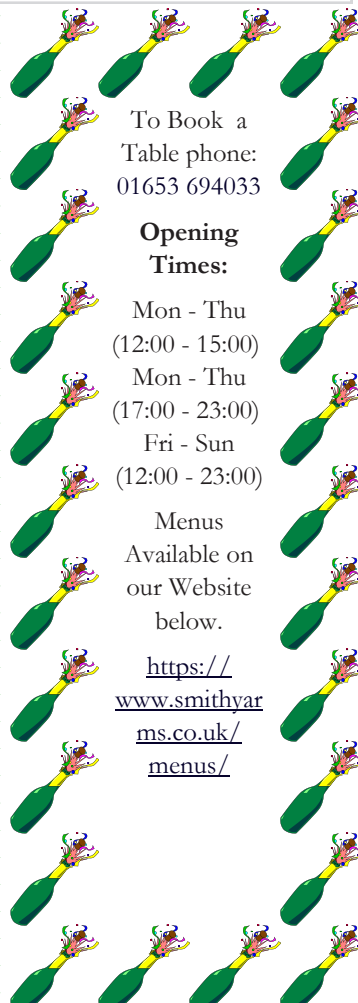 To Book a
Table phone:
01653 694033
Opening
Times:
Mon - Thu
(12:00 - 15:00)
Mon - Thu
(17:00 - 23:00)
Fri - Sun
(12:00 - 23:00)
Menus
Available on
our Website
below.
https://
www.smithyar
ms.co.uk/
menus/